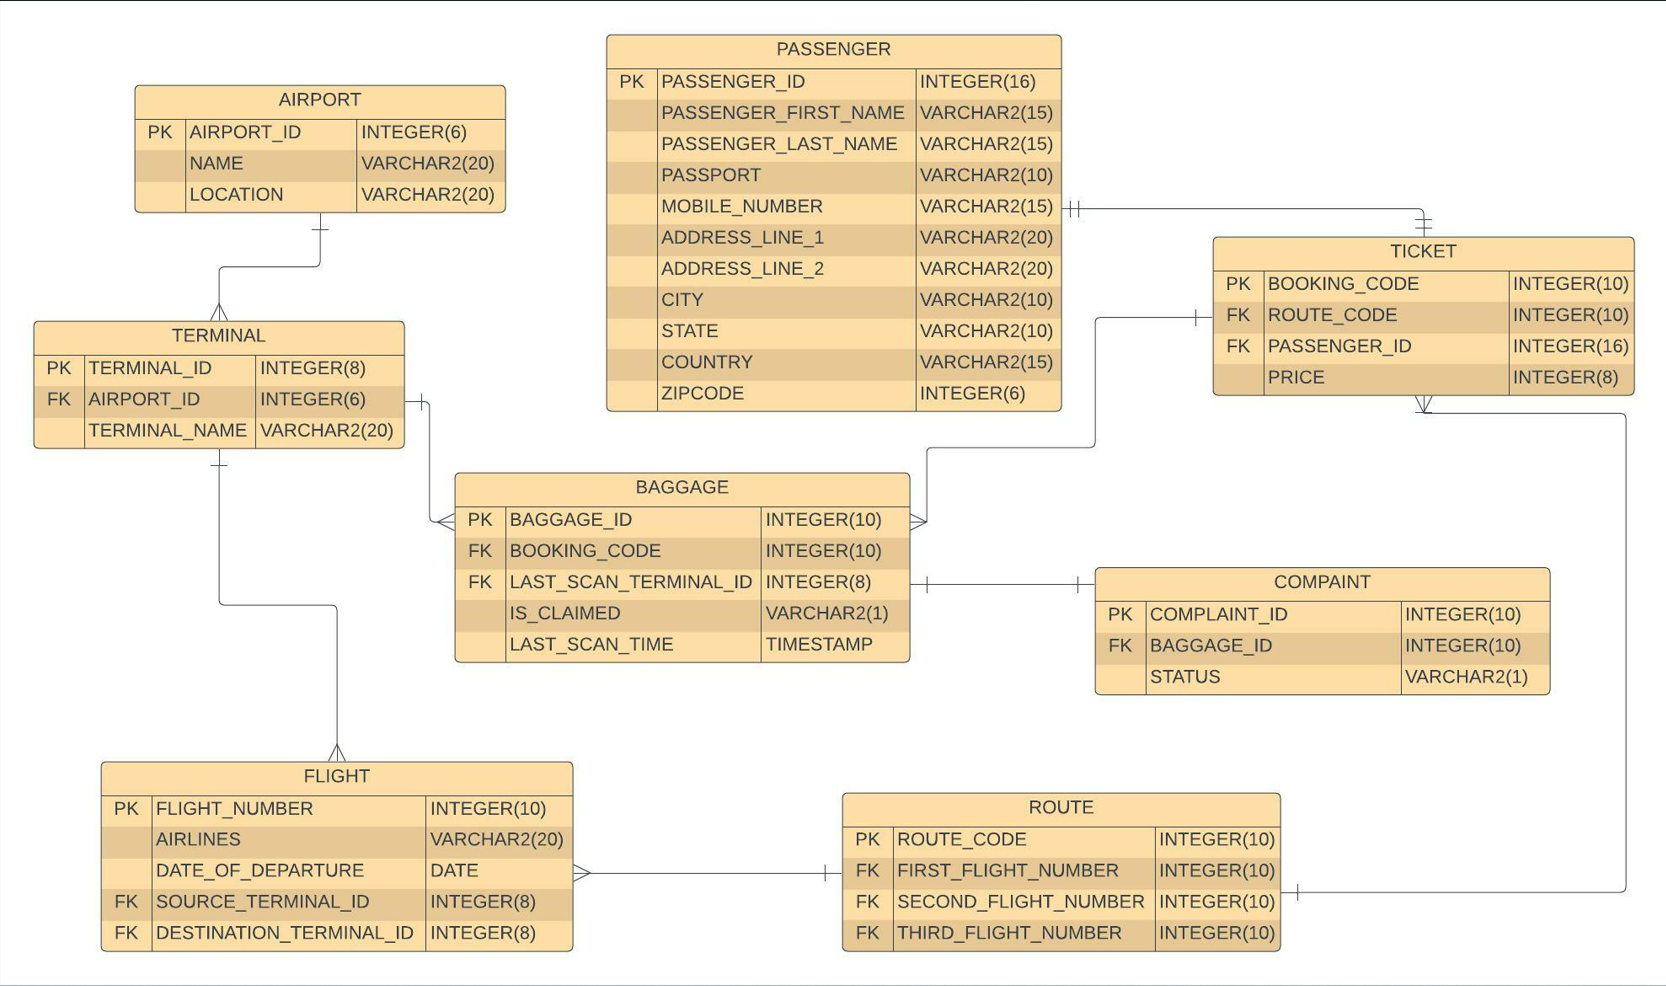 PASSENGER
PK PASSENGER_ID INTEGER(16)
PASSENGER_FIRST_NAME VARCHAR2(15)
PASSENGER_LAST_NAME VARCHAR2(15)
PASSPORT VARCHAR2(10)
MOBILE_NUMBER VARCHAR2(15)
ADDRESS_LINE_1 VARCHAR2(20)
ADDRESS_LINE_2 VARCHAR2(20)
CITY VARCHAR2(10)
STATE VARCHAR2(10)
COUNTRY VARCHAR2(15)
ZIPCODE INTEGER(6)
AIRPORT
PK AIRPORT_ID INTEGER(6)
NAME VARCHAR2(20)
LOCATION VARCHAR2(20)
TICKET
PK BOOKING_CODE INTEGER(10)
FK ROUTE_CODE INTEGER(10)
FK PASSENGER_ID INTEGER(16)
PRICE INTEGER(8)
TERMINAL
PK TERMINAL_ID INTEGER(8)
FK AIRPORT_ID INTEGER(6)
TERMINAL_NAME VARCHAR2(20)
BAGGAGE
PK BAGGAGE_ID INTEGER(10)
FK BOOKING_CODE INTEGER(10)
FK LAST_SCAN_TERMINAL_ID INTEGER(8)
IS_CLAIMED VARCHAR2(1)
LAST_SCAN_TIME TIMESTAMP
COMPAINT
PK COMPLAINT_ID INTEGER(10)
FK BAGGAGE_ID INTEGER(10)
STATUS VARCHAR2(1)
FLIGHT
PK FLIGHT_NUMBER INTEGER(10)
AIRLINES VARCHAR2(20)
DATE_OF_DEPARTURE DATE
FK SOURCE_TERMINAL_ID INTEGER(8)
FK DESTINATION_TERMINAL_ID INTEGER(8)
ROUTE
PK ROUTE_CODE INTEGER(10)
FK FIRST_FLIGHT_NUMBER INTEGER(10)
FK SECOND_FLIGHT_NUMBER INTEGER(10)
FK THIRD_FLIGHT_NUMBER INTEGER(10)